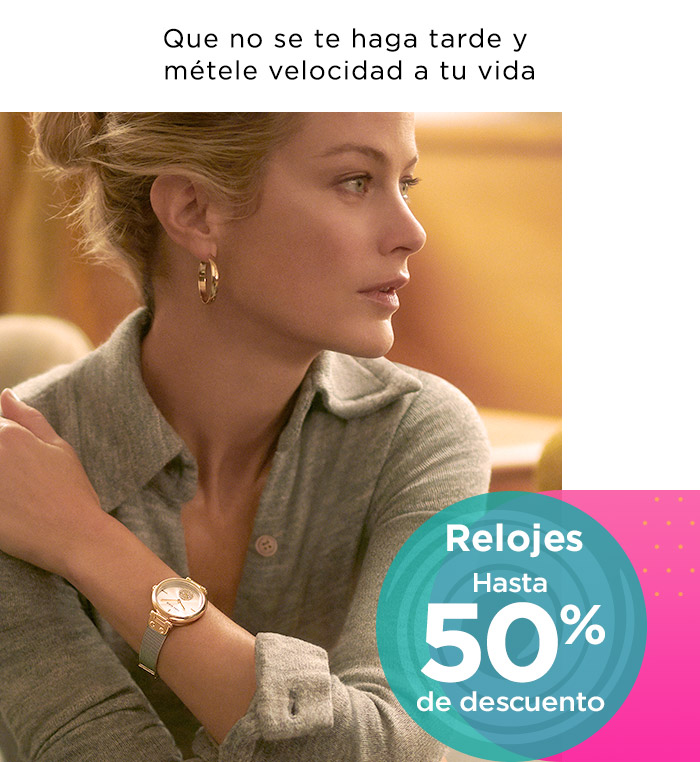 Que no se te haga tarde y
métele velocidad a tu vida
Relojes
Hasta
50%
de descuento